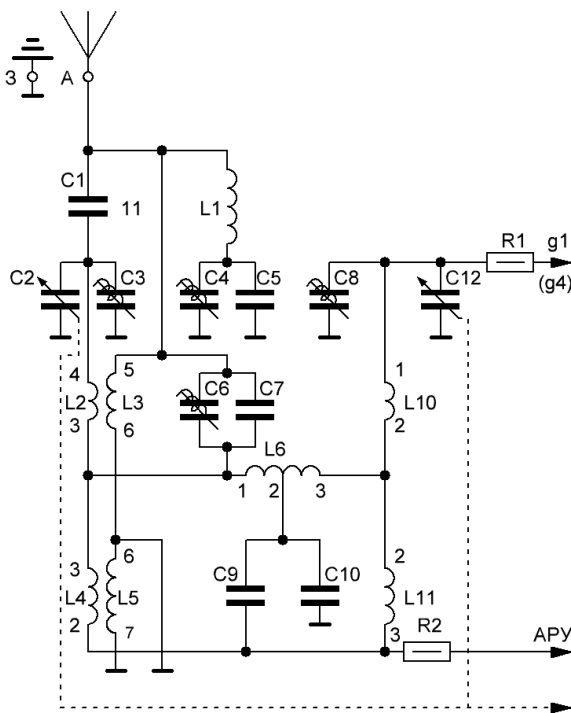 З А
C1
11
L1
R1 g1
C2 C3 C4 C5 C8 C12 (g4)
4 5 1
L2 L3 C6 C7 L10
3 6 2
L6
1 2 3
3 6 2
L4 L5 C9 C10 L11
2 7 3 R2 АРУ